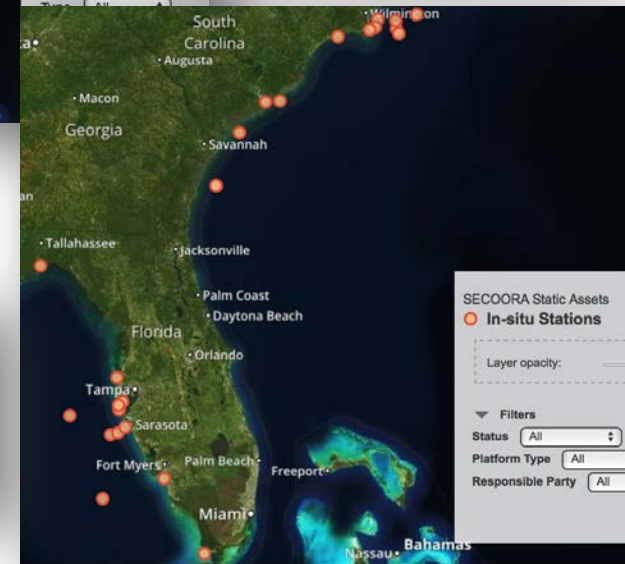 Type All
South
Carolina
Wilmington
Augusta
Macon
Georgia
Savannah
Tallahassee
Jacksonville
Palm Coast
Daytona Beach
Florida
Orlando
Tampa
Sarasota
Fort Myers
Palm Beach
Freeport
Miami
Nassau
Bahamas
SECOORA Static Assets
In-situ Stations
Layer opacity:
Filters
Status All
Platform Type All
Responsible Party All